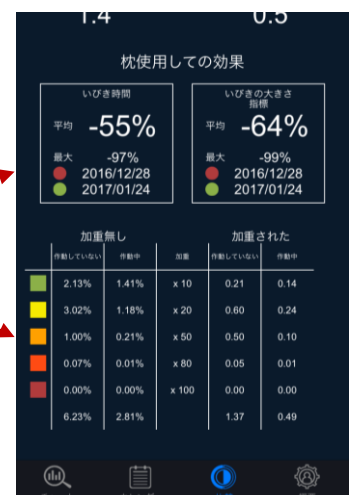 1.4 0.5
枕使用しての効果
いびき時間
平均 -55%
最大 -97%
2016/12/28
2017/01/24
いびきの大きさ
指標
平均 -64%
最大 -99%
2016/12/28
2017/01/24
加重無し 加重された
作動していない 作動中 加重 作動していない 作動中
2.13% 1.41% x 10 0.21 0.14
3.02% 1.18% x 20 0.60 0.24
1.00% 0.21% x 50 0.50 0.10
0.07% 0.01% x 80 0.05 0.01
0.00% 0.00% x 100 0.00 0.00
6.23% 2.81% 1.37 0.49